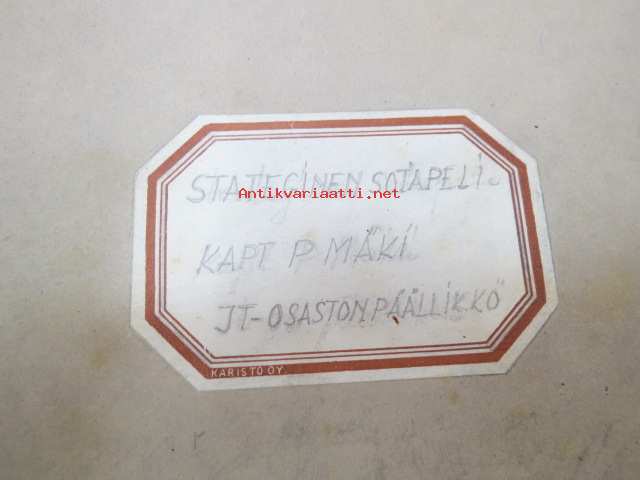 STATEGINEN SOTAPELI.
Antikvariaatti.net
KAPT P MÄKI.
JT-OSASTON PÄÄLLIKKÖ
KARISTO OY.